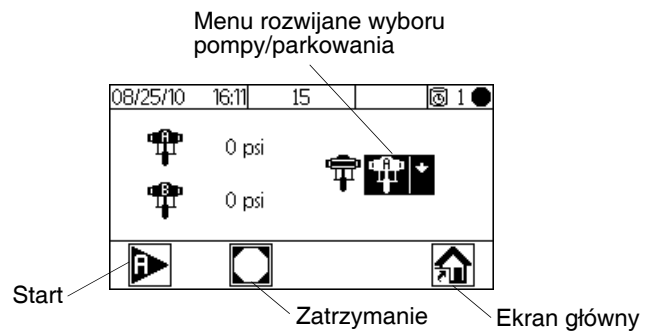 Menu rozwijane wyboru
pompy/parkowania
08/25/10 16:11 15 1
A 0 psi
A
B 0 psi
A
Start
Zatrzymanie
Ekran główny